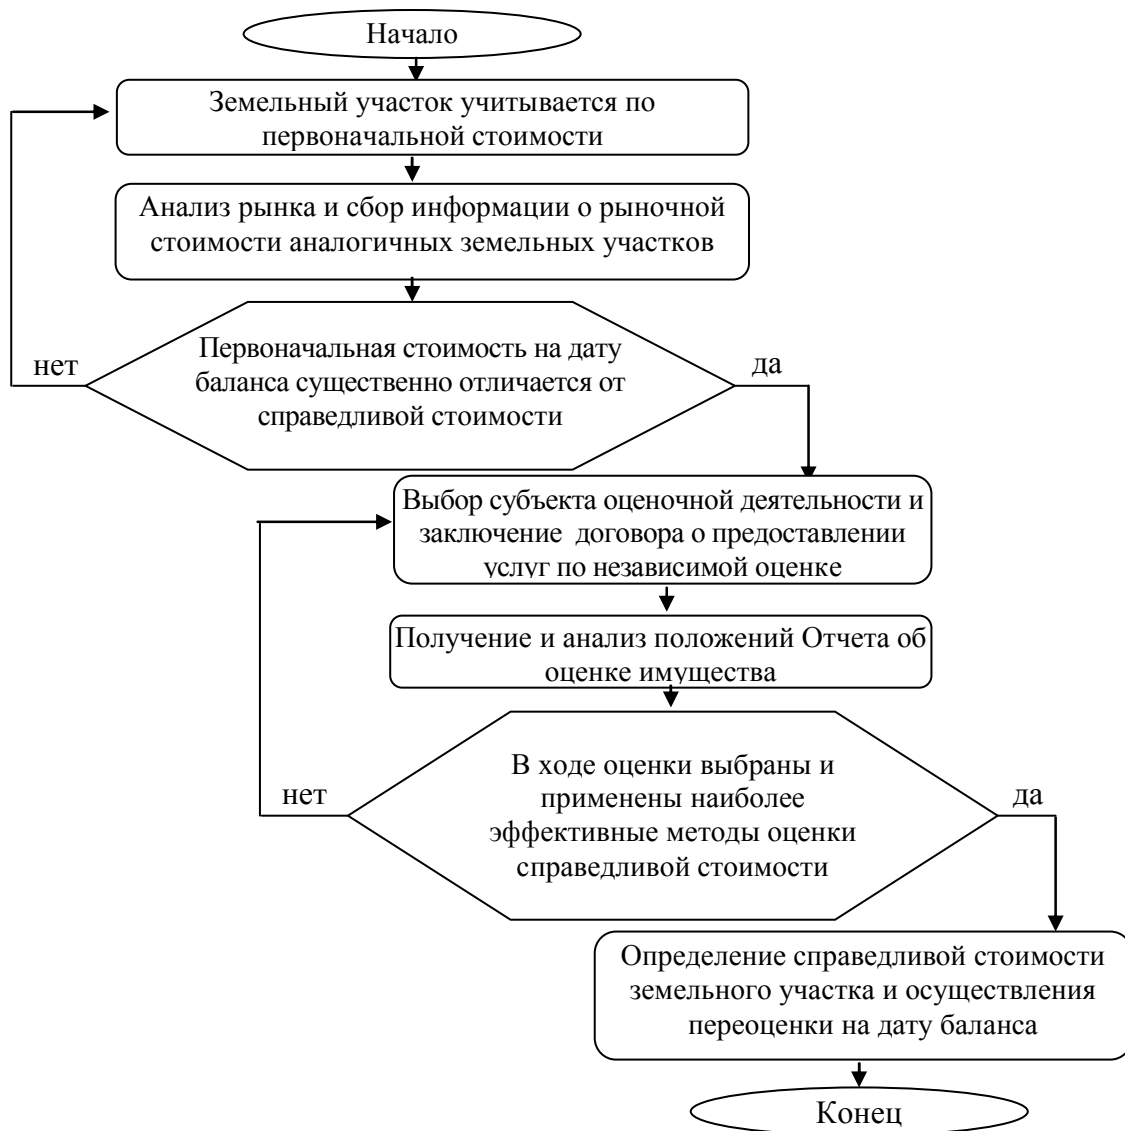 Начало
Земельный участок учитывается по
первоначальной стоимости
Анализ рынка и сбор информации о рыночной
стоимости аналогичных земельных участков
Первоначальная стоимость на дату
баланса существенно отличается от
справедливой стоимости
нет
да
Выбор субъекта оценочной деятельности и
заключение договора о предоставлении
услуг по независимой оценке
Получение и анализ положений Отчета об
оценке имущества
В ходе оценки выбраны и
применены наиболее
эффективные методы оценки
справедливой стоимости
нет
да
Определение справедливой стоимости
земельного участка и осуществления
переоценки на дату баланса
Конец